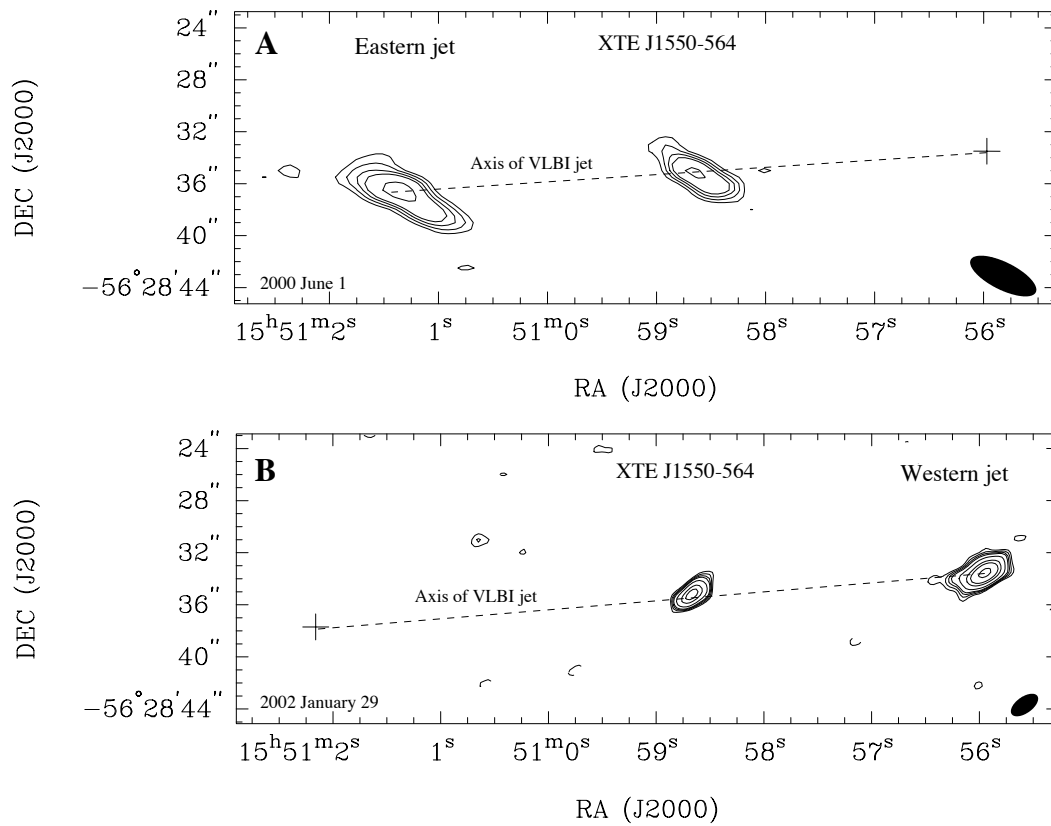 A
Eastern jet
XTE J1550-564
Axis of VLBI jet
2000 June 1
DEC (J2000)
24"
28"
32"
36"
40"
−56°28'44"
15ʰ51ᵐ2ˢ 1ˢ 51ᵐ0ˢ 59ˢ 58ˢ 57ˢ 56ˢ
RA (J2000)
B
XTE J1550-564
Western jet
Axis of VLBI jet
2002 January 29
DEC (J2000)
24"
28"
32"
36"
40"
−56°28'44"
15ʰ51ᵐ2ˢ 1ˢ 51ᵐ0ˢ 59ˢ 58ˢ 57ˢ 56ˢ
RA (J2000)